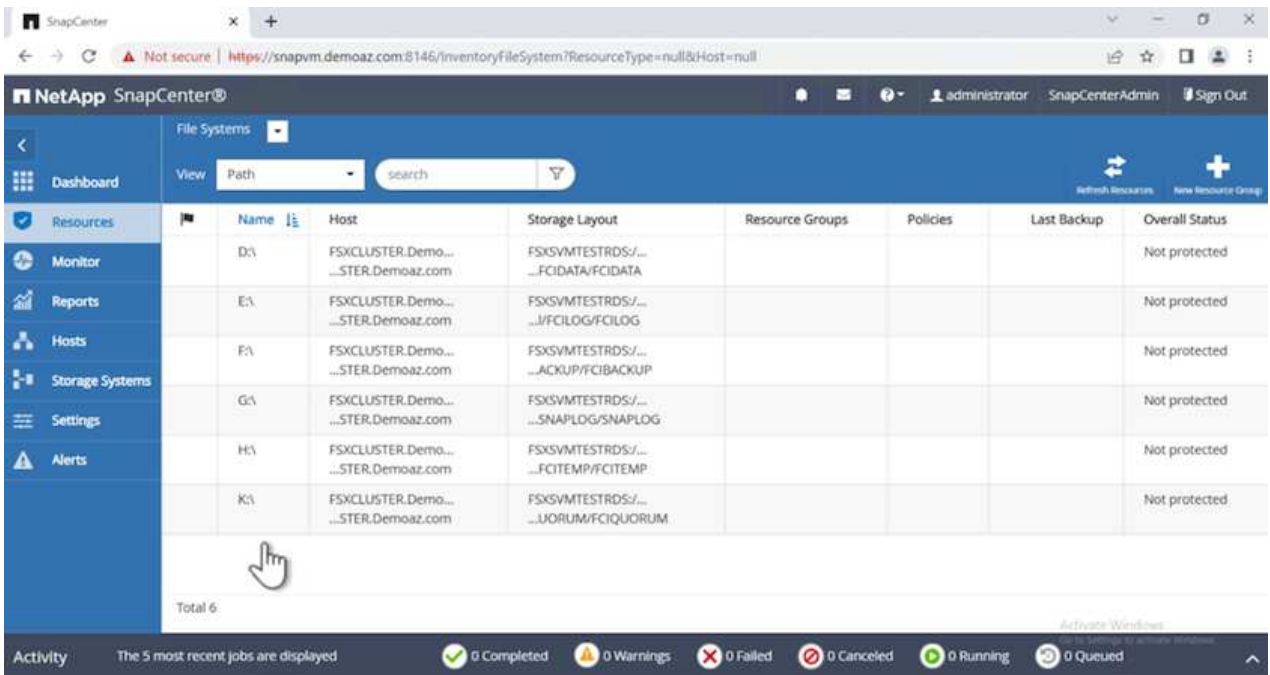 SnapCenter
Not secure | https://snapvm.demoaz.com:8146/InventoryFileSystem?ResourceType=null&Host=null
NetApp SnapCenter®
administrator SnapCenterAdmin Sign Out
File Systems
View Path search
Refresh Resources New Resource Group
Dashboard
Resources
Monitor
Reports
Hosts
Storage Systems
Settings
Alerts
Name Host Storage Layout Resource Groups Policies Last Backup Overall Status
D:\ FSXCLUSTER.Demo... FSXSVMTESTRDS:/... Not protected
...STER.Demoaz.com ...FCIDATA/FCIDATA
E:\ FSXCLUSTER.Demo... FSXSVMTESTRDS:/... Not protected
...STER.Demoaz.com ...l/FCILOG/FCILOG
F:\ FSXCLUSTER.Demo... FSXSVMTESTRDS:/... Not protected
...STER.Demoaz.com ...ACKUP/FCIBACKUP
G:\ FSXCLUSTER.Demo... FSXSVMTESTRDS:/... Not protected
...STER.Demoaz.com ...SNAPLOG/SNAPLOG
H:\ FSXCLUSTER.Demo... FSXSVMTESTRDS:/... Not protected
...STER.Demoaz.com ...FCITEMP/FCITEMP
K:\ FSXCLUSTER.Demo... FSXSVMTESTRDS:/... Not protected
...STER.Demoaz.com ...UORUM/FCIQUORUM
Total 6
Activate Windows
Go to Settings to activate Windows.
Activity The 5 most recent jobs are displayed 0 Completed 0 Warnings 0 Failed 0 Canceled 0 Running 0 Queued